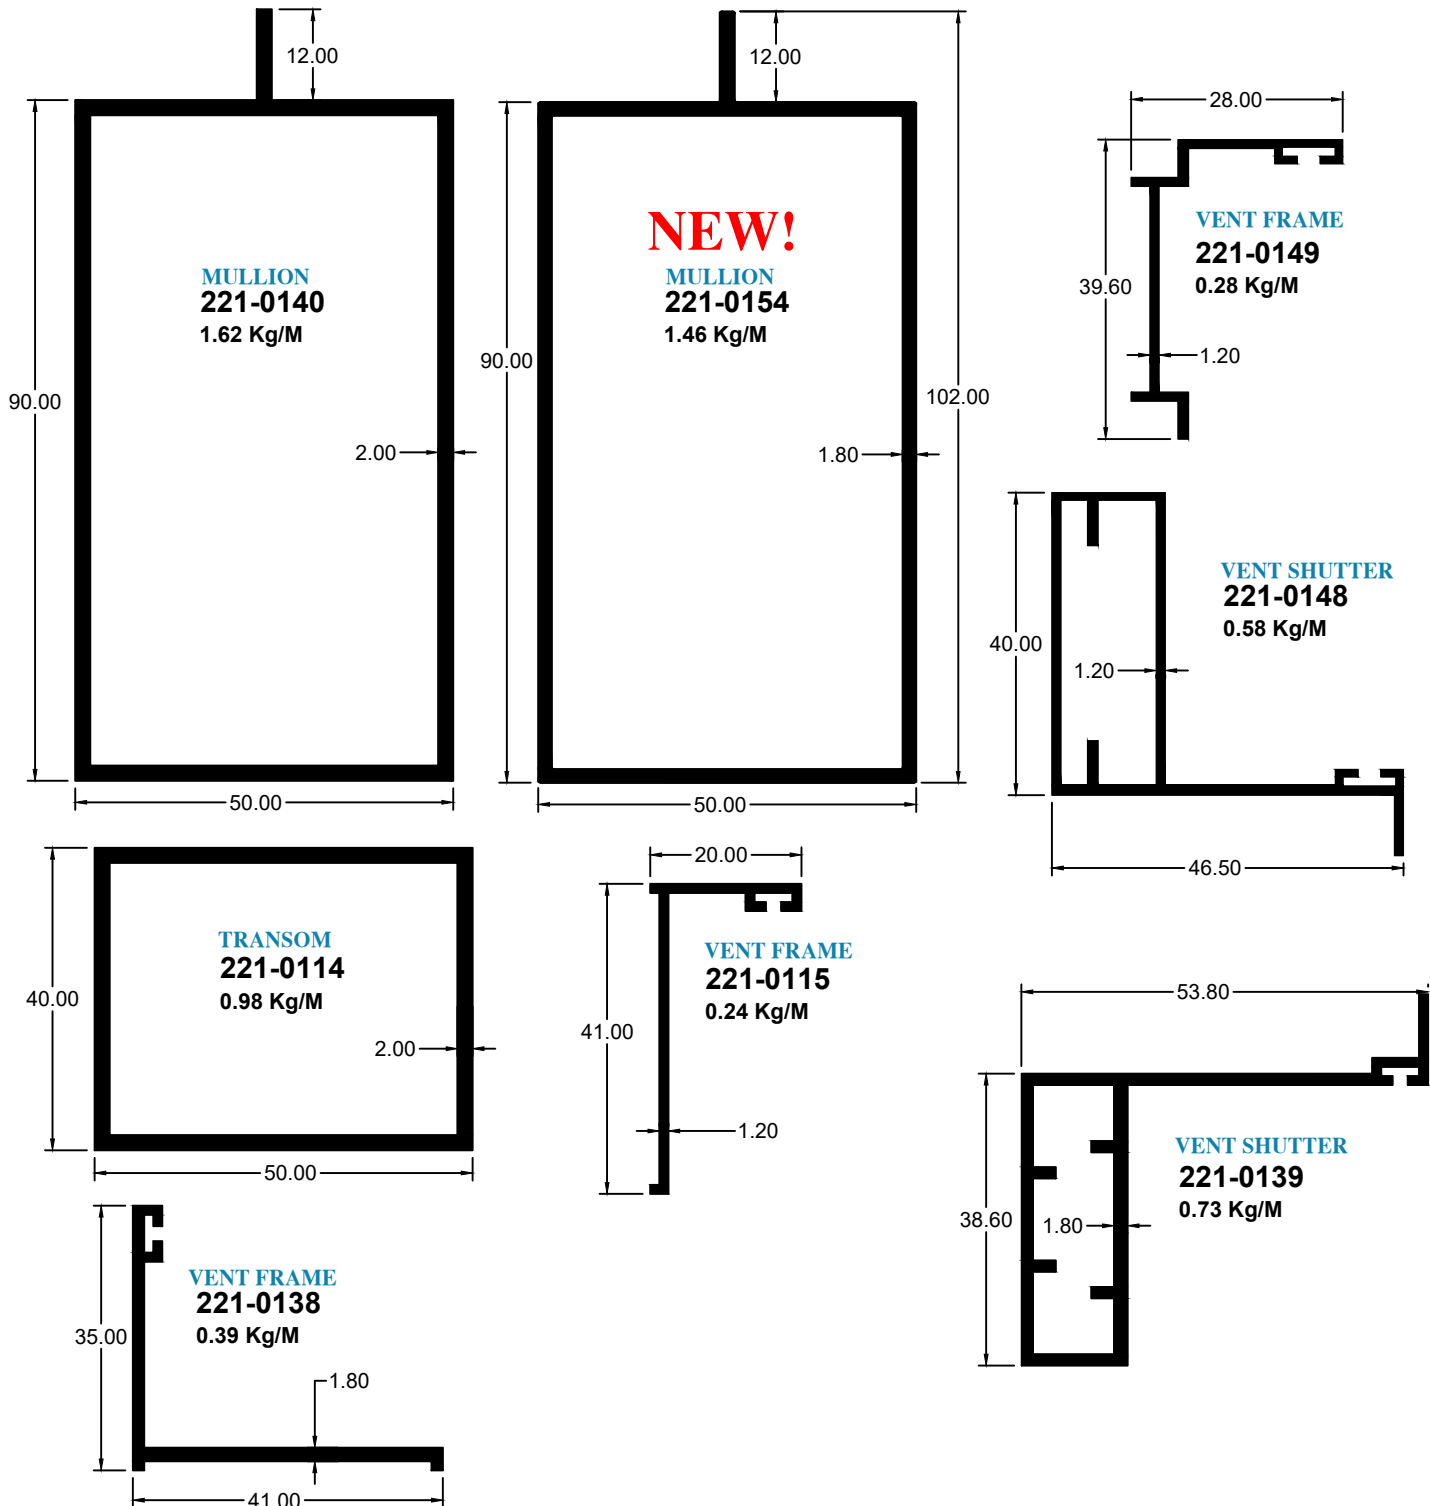 12.00
90.00
MULLION
221-0140
1.62 Kg/M
2.00
50.00
12.00
90.00
102.00
NEW!
MULLION
221-0154
1.46 Kg/M
1.80
50.00
28.00
39.60
VENT FRAME
221-0149
0.28 Kg/M
1.20
40.00
VENT SHUTTER
221-0148
0.58 Kg/M
1.20
46.50
40.00
TRANSOM
221-0114
0.98 Kg/M
2.00
50.00
20.00
41.00
VENT FRAME
221-0115
0.24 Kg/M
1.20
53.80
38.60
VENT SHUTTER
221-0139
0.73 Kg/M
1.80
35.00
VENT FRAME
221-0138
0.39 Kg/M
1.80
41.00